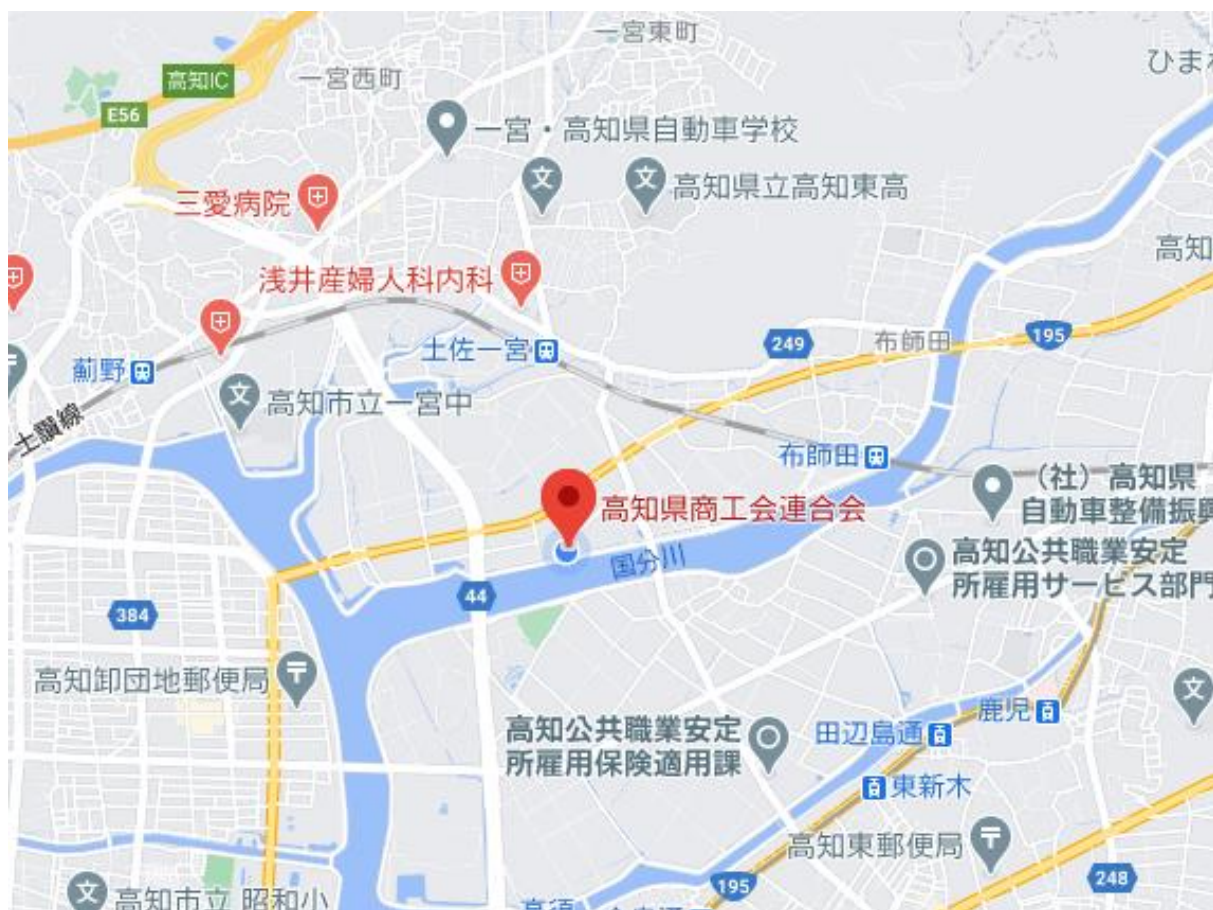 一宮東町
ひまわ
高知IC
一宮西町
E56
一宮・高知県自動車学校
高知県立高知東高
三愛病院
高知
浅井産婦人科内科
195
249
布師田
土佐一宮
薊野
高知市立一宮中
土讃線
布師田
(社)高知県
自動車整備振興
高知県商工会連合会
国分川
高知公共職業安定
所雇用サービス部門
44
384
高知卸団地郵便局
鹿児
高知公共職業安定
所雇用保険適用課
田辺島通
東新木
高知東郵便局
195
248
高知市立 昭和小